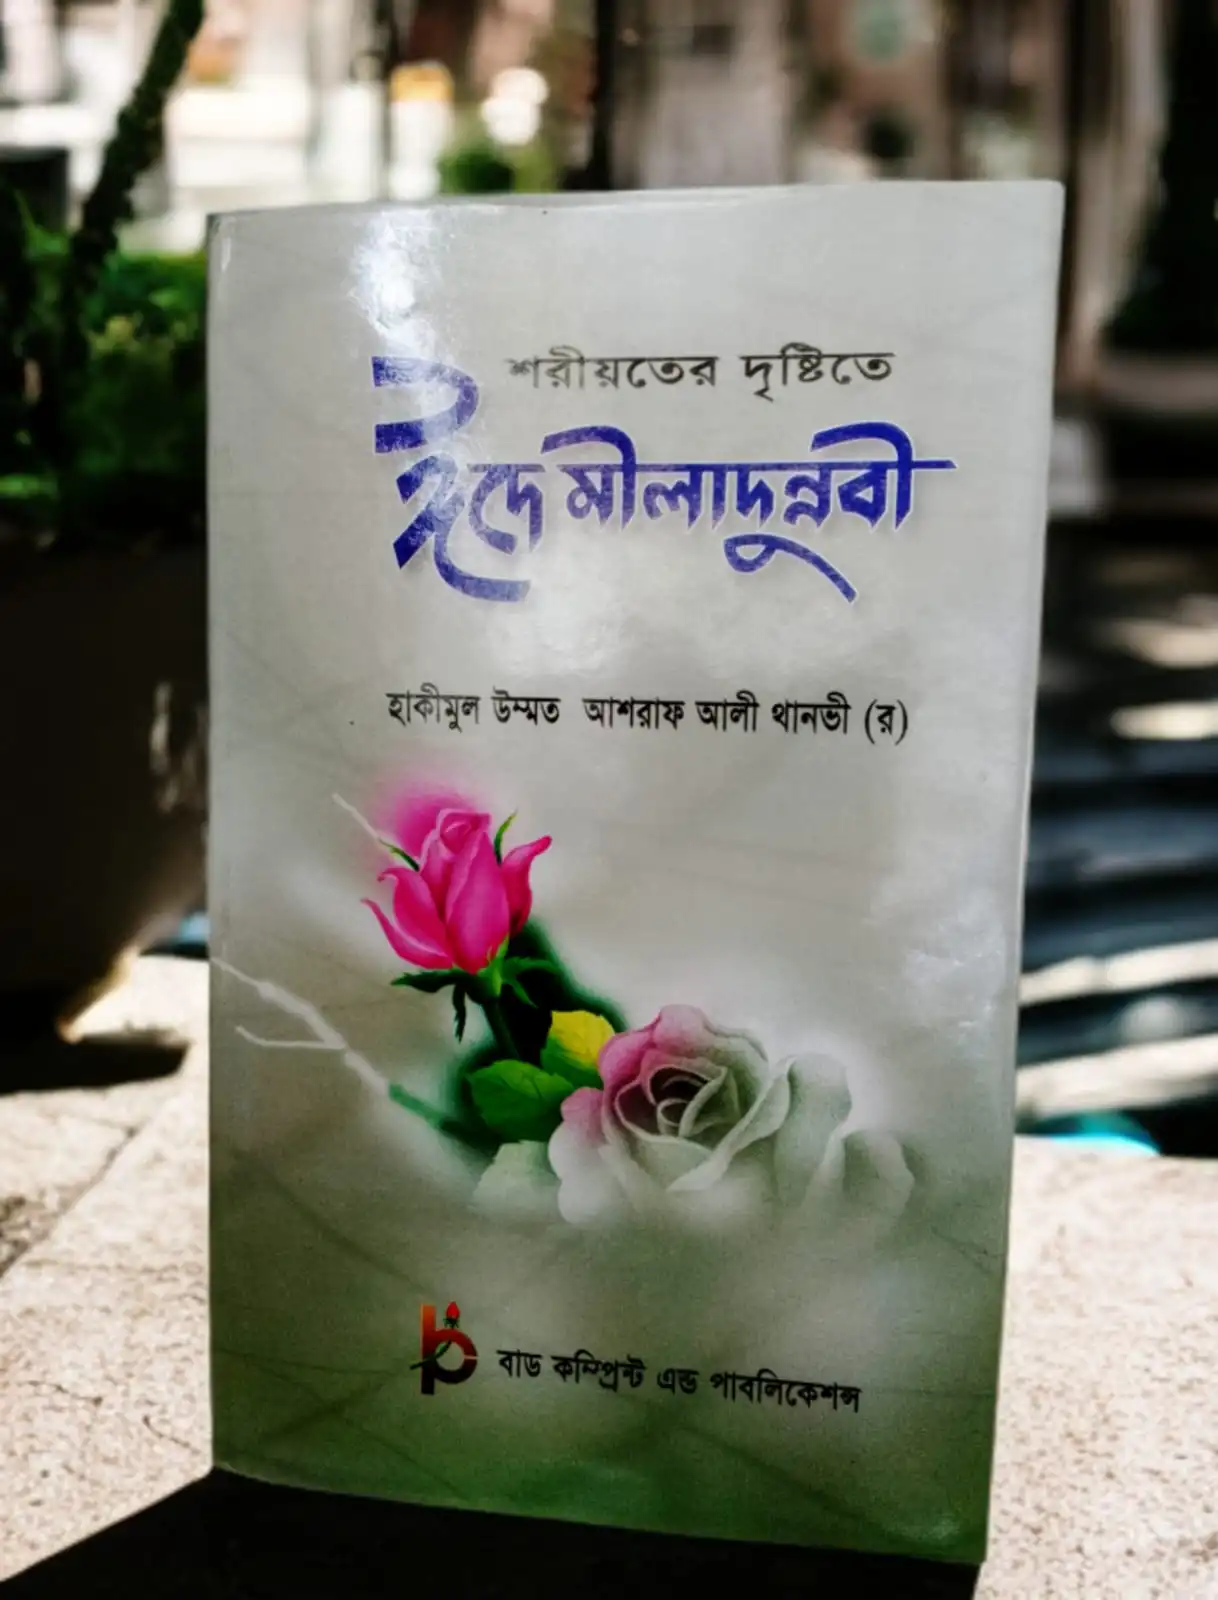 শরীয়তের দৃষ্টিতে
ঈদে মীলাদুন্নবী
হাকীমুল উম্মত আশরাফ আলী থানভী (র)
বাড কম্প্রিন্ট এন্ড পাবলিকেশন্স